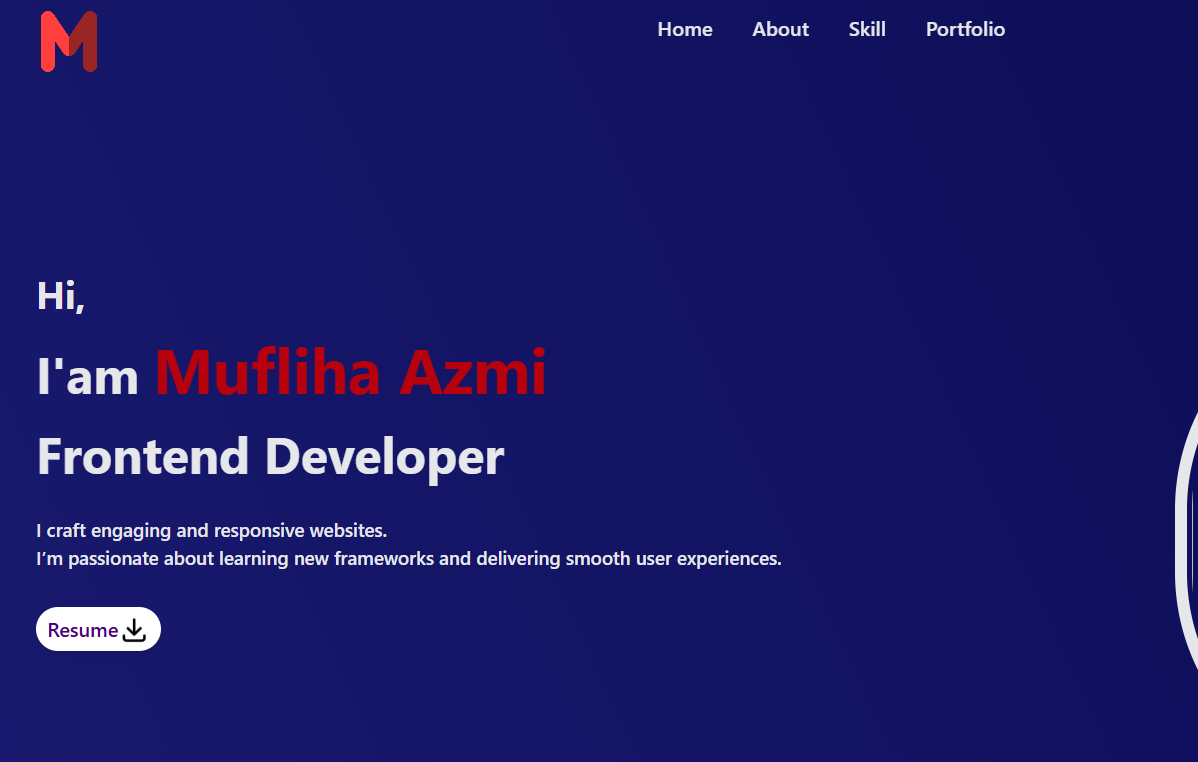 M
Home About Skill Portfolio
Hi,
I'am Mufliha Azmi
Frontend Developer
I craft engaging and responsive websites.
I’m passionate about learning new frameworks and delivering smooth user experiences.
Resume